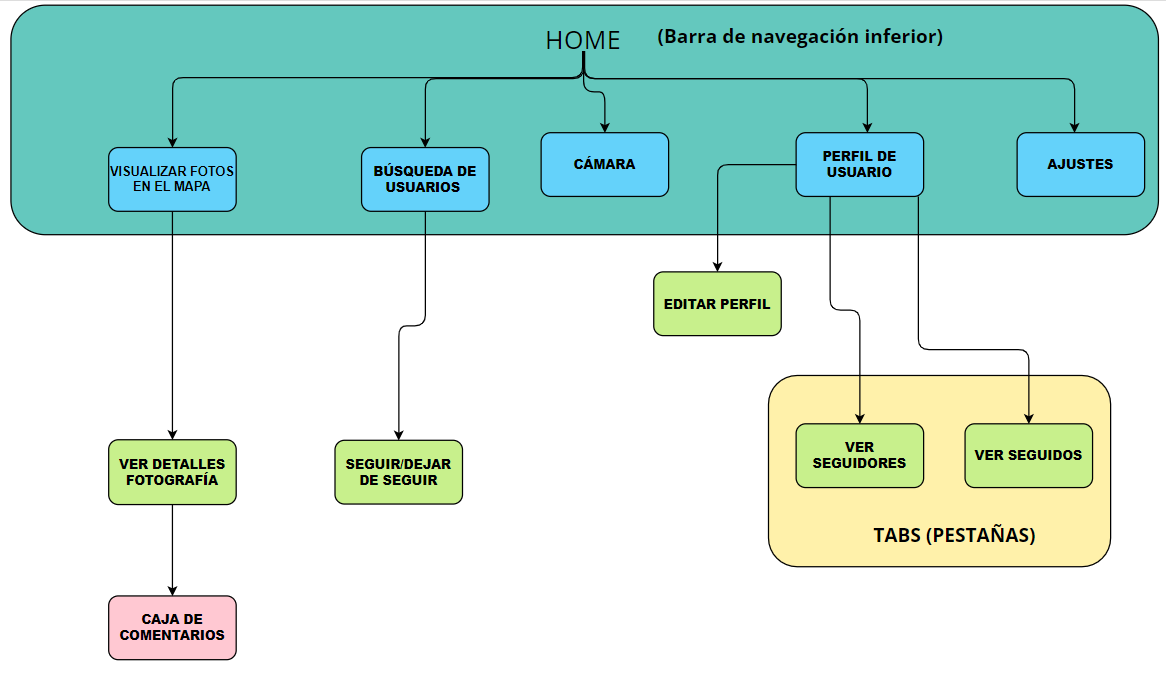 HOME
(Barra de navegación inferior)
VISUALIZAR FOTOS
EN EL MAPA
BÚSQUEDA DE
USUARIOS
CÁMARA
PERFIL DE
USUARIO
AJUSTES
EDITAR PERFIL
VER DETALLES
FOTOGRAFÍA
SEGUIR/DEJAR
DE SEGUIR
VER
SEGUIDORES
VER SEGUIDOS
TABS (PESTAÑAS)
CAJA DE
COMENTARIOS